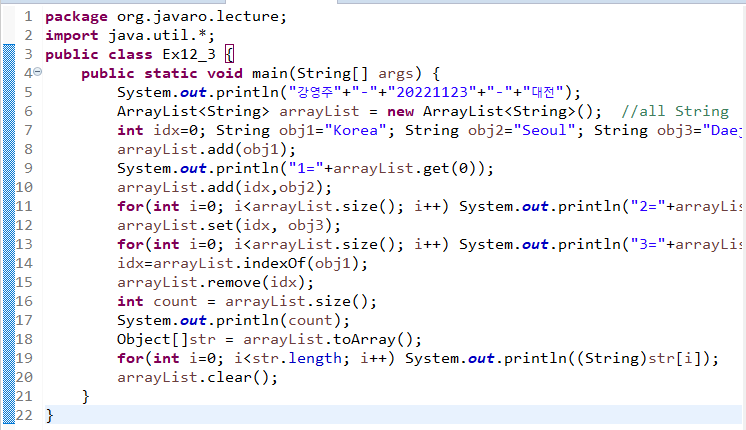 1 package org.javaro.lecture;
2 import java.util.*;
3 public class Ex12_3 {
4 public static void main(String[] args) {
5 System.out.println("강영주"+"-"+"20221123"+"-"+"대전");
6 ArrayList<String> arrayList = new ArrayList<String>(); //all String
7 int idx=0; String obj1="Korea"; String obj2="Seoul"; String obj3="Daej
8 arrayList.add(obj1);
9 System.out.println("1="+arrayList.get(0));
10 arrayList.add(idx,obj2);
11 for(int i=0; i<arrayList.size(); i++) System.out.println("2="+arrayLis
12 arrayList.set(idx, obj3);
13 for(int i=0; i<arrayList.size(); i++) System.out.println("3="+arrayLis
14 idx=arrayList.indexOf(obj1);
15 arrayList.remove(idx);
16 int count = arrayList.size();
17 System.out.println(count);
18 Object[]str = arrayList.toArray();
19 for(int i=0; i<str.length; i++) System.out.println((String)str[i]);
20 arrayList.clear();
21 }
22 }